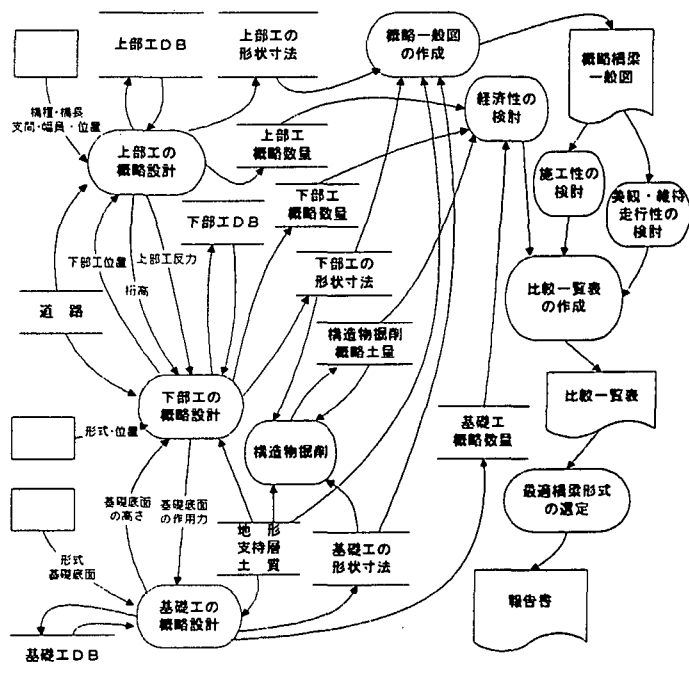 上部工DB
上部工の
形状寸法
概略一般図
の作成
概略橋梁
一般図
橋種・橋長
支間・幅員・位置
上部工の
概略設計
上部工
概略数量
経済性の
検討
施工性の
検討
美観・維持
走行性の
検討
下部工
概略数量
下部工DB
下部工位置
上部工反力
桁高
下部工の
形状寸法
道路
構造物掘削
概略土量
比較一覧表
の作成
下部工の
概略設計
形式・位置
構造物掘削
基礎工
概略数量
比較一覧表
基礎底面
の高さ
基礎底面
の作用力
地形
支持層
土質
基礎工の
形状寸法
最適橋梁形式
の選定
形式
基礎底面
基礎工の
概略設計
基礎工DB
報告書